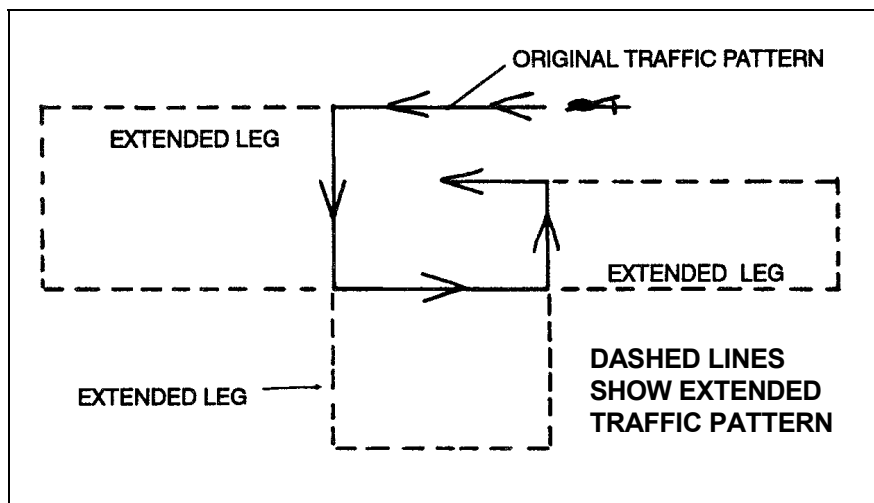 ORIGINAL TRAFFIC PATTERN
EXTENDED LEG
EXTENDED LEG
DASHED LINES
SHOW EXTENDED
TRAFFIC PATTERN
EXTENDED LEG